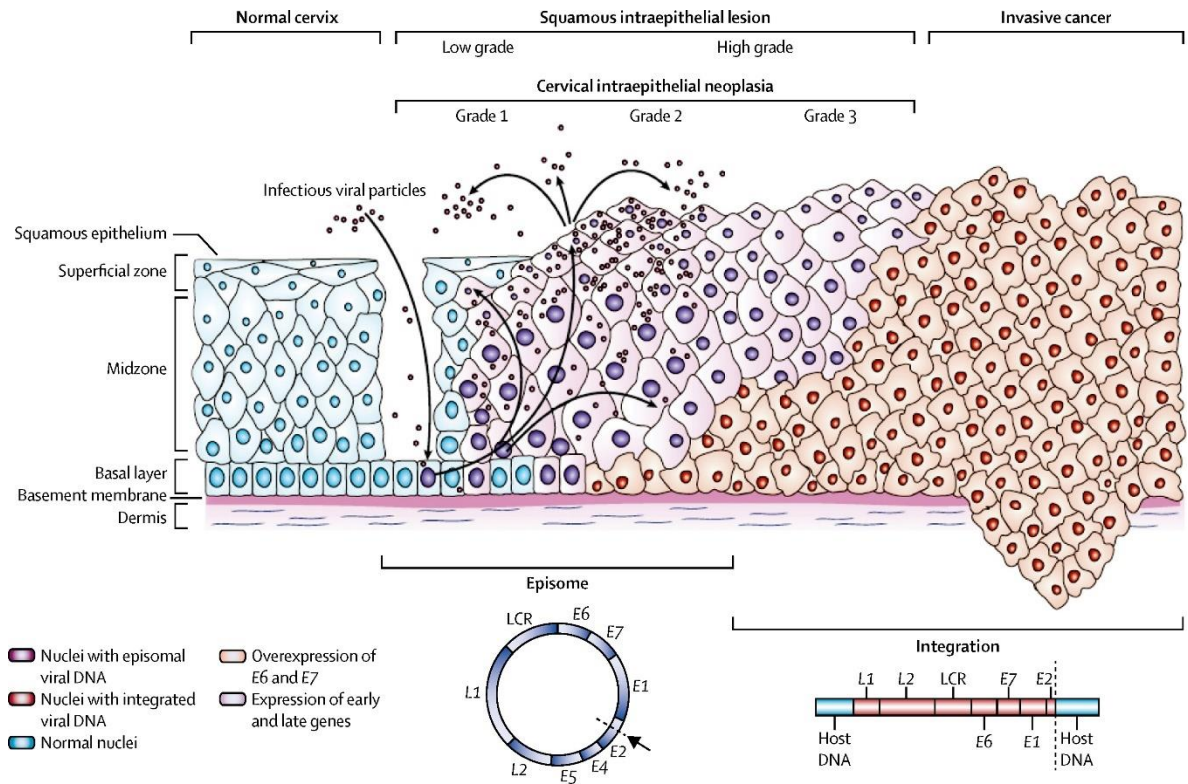 Normal cervix
Squamous intraepithelial lesion
Invasive cancer
Low grade
High grade
Cervical intraepithelial neoplasia
Grade 1
Grade 2
Grade 3
Infectious viral particles
Squamous epithelium
Superficial zone
Midzone
Basal layer
Basement membrane
Dermis
Episome
Integration
Nuclei with episomal
viral DNA
Nuclei with integrated
viral DNA
Normal nuclei
Overexpression of
E6 and E7
Expression of early
and late genes
LCR
E6
E7
E1
E2
E4
E5
L2
L1
L1
L2
LCR
E7
E2
Host
DNA
E6
E1
Host
DNA